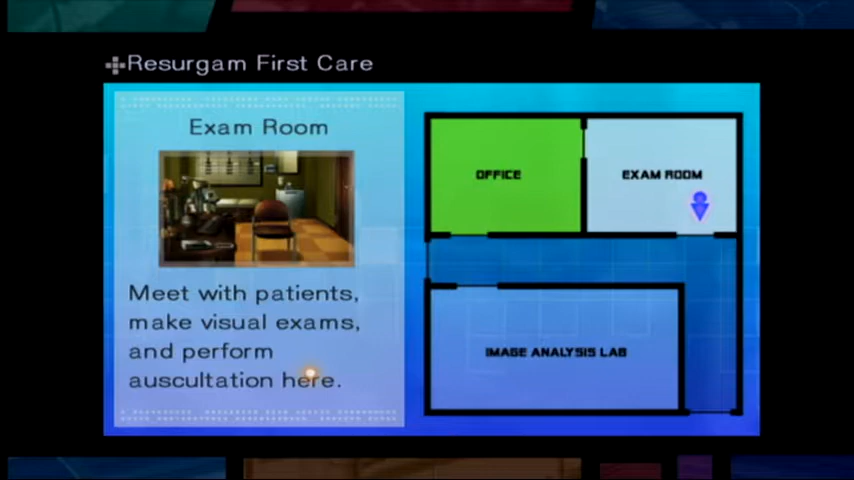 Resurgam First Care
Exam Room
Meet with patients,
make visual exams,
and perform
auscultation here.
OFFICE
EXAM ROOM
IMAGE ANALYSIS LAB